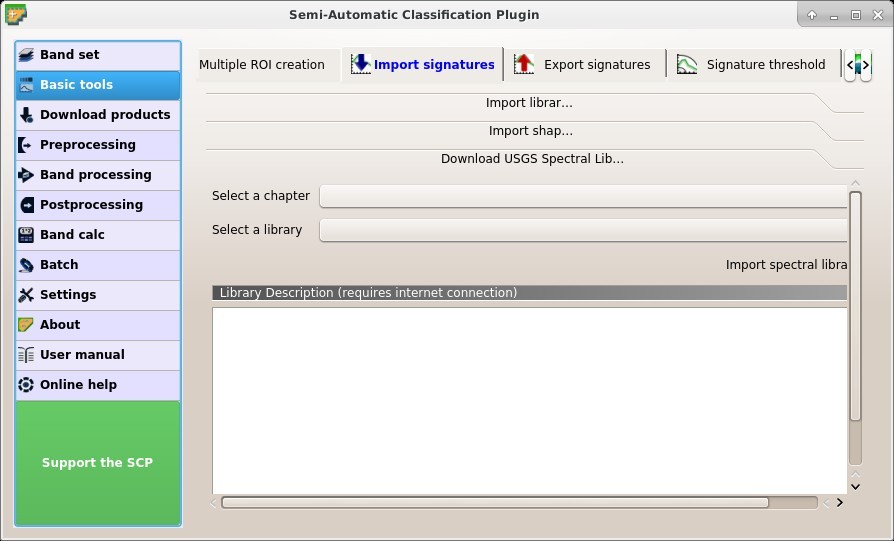 Semi-Automatic Classification Plugin
Band set
Basic tools
Download products
Preprocessing
Band processing
Postprocessing
Band calc
Batch
Settings
About
User manual
Online help
Support the SCP
Multiple ROI creation
Import signatures
Export signatures
Signature threshold
Import librar...
Import shap...
Download USGS Spectral Lib...
Select a chapter
Select a library
Import spectral libra
Library Description (requires internet connection)